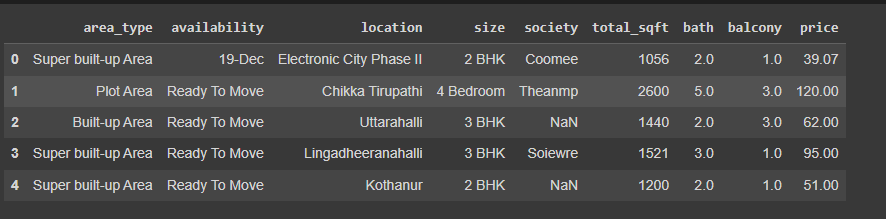 area_type availability location size society total_sqft bath balcony price
0 Super built-up Area 19-Dec Electronic City Phase II 2 BHK Coomee 1056 2.0 1.0 39.07
1 Plot Area Ready To Move Chikka Tirupathi 4 Bedroom Theanmp 2600 5.0 3.0 120.00
2 Built-up Area Ready To Move Uttarahalli 3 BHK NaN 1440 2.0 3.0 62.00
3 Super built-up Area Ready To Move Lingadheeranahalli 3 BHK Soiewre 1521 3.0 1.0 95.00
4 Super built-up Area Ready To Move Kothanur 2 BHK NaN 1200 2.0 1.0 51.00